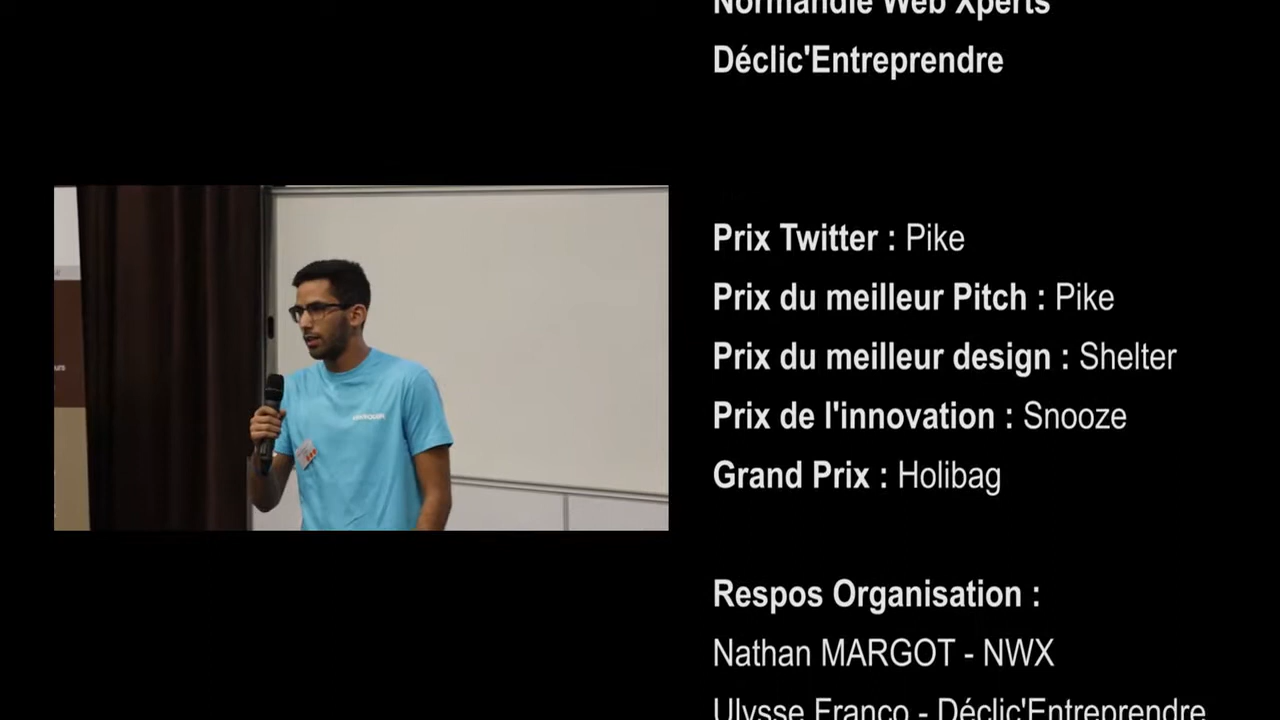 Normandie Web Xperts
Déclic'Entreprendre
Prix Twitter : Pike
Prix du meilleur Pitch : Pike
Prix du meilleur design : Shelter
Prix de l'innovation : Snooze
Grand Prix : Holibag
Respos Organisation :
Nathan MARGOT - NWX
Ulysse Franco - Déclic'Entreprendre